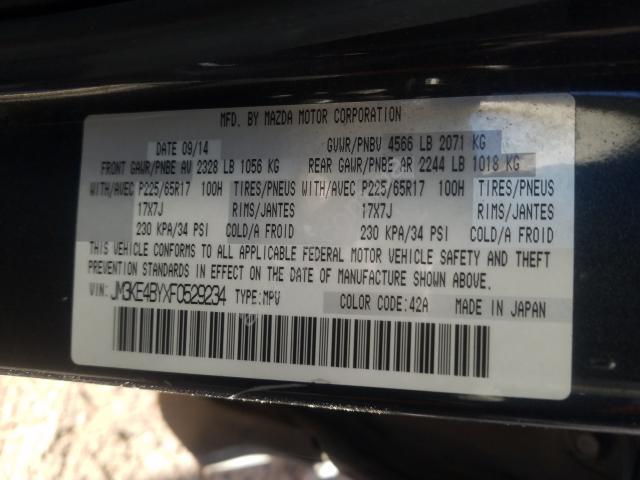 MFD. BY MAZDA MOTOR CORPORATION
DATE 09/14 GVWR/PNBV 4566 LB 2071 KG
FRONT GAWR/PNBE AV 2328 LB 1056 KG REAR GAWR/PNBE AR 2244 LB 1018 KG
WITH/AVEC P225/65R17 100H TIRES/PNEUS WITH/AVEC P225/65R17 100H TIRES/PNEUS
17X7J RIMS/JANTES 17X7J RIMS/JANTES
230 KPA/34 PSI COLD/A FROID 230 KPA/34 PSI COLD/A FROID
THIS VEHICLE CONFORMS TO ALL APPLICABLE FEDERAL MOTOR VEHICLE SAFETY AND THEFT
PREVENTION STANDARDS IN EFFECT ON THE DATE OF MANUFACTURE SHOWN ABOVE.
VIN: JM3KE4BYXF0529234 TYPE:MPV COLOR CODE:42A MADE IN JAPAN